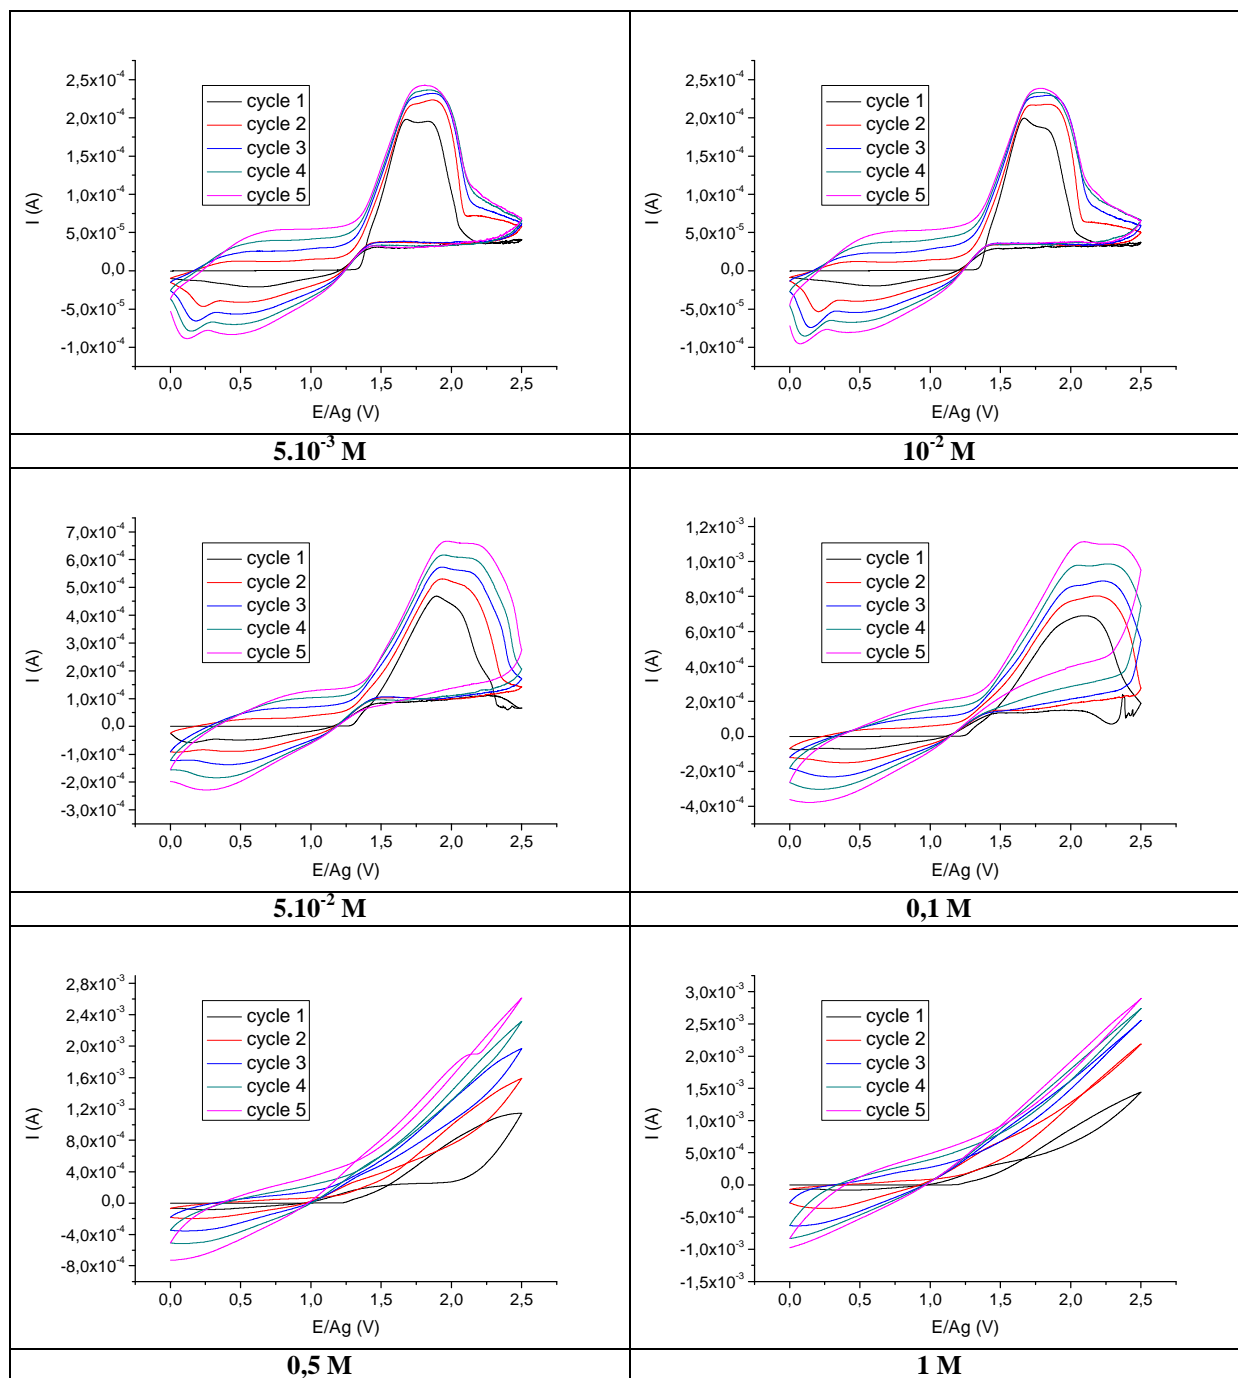 2,5x10⁻⁴
2,0x10⁻⁴
1,5x10⁻⁴
1,0x10⁻⁴
5,0x10⁻⁵
0,0
-5,0x10⁻⁵
-1,0x10⁻⁴
I (A)
cycle 1
cycle 2
cycle 3
cycle 4
cycle 5
0,0 0,5 1,0 1,5 2,0 2,5
E/Ag (V)
5.10⁻³ M
2,5x10⁻⁴
2,0x10⁻⁴
1,5x10⁻⁴
1,0x10⁻⁴
5,0x10⁻⁵
0,0
-5,0x10⁻⁵
-1,0x10⁻⁴
I (A)
cycle 1
cycle 2
cycle 3
cycle 4
cycle 5
0,0 0,5 1,0 1,5 2,0 2,5
E/Ag (V)
10⁻² M
7,0x10⁻⁴
6,0x10⁻⁴
5,0x10⁻⁴
4,0x10⁻⁴
3,0x10⁻⁴
2,0x10⁻⁴
1,0x10⁻⁴
0,0
-1,0x10⁻⁴
-2,0x10⁻⁴
-3,0x10⁻⁴
I (A)
cycle 1
cycle 2
cycle 3
cycle 4
cycle 5
0,0 0,5 1,0 1,5 2,0 2,5
E/Ag (V)
5.10⁻² M
1,2x10⁻³
1,0x10⁻³
8,0x10⁻⁴
6,0x10⁻⁴
4,0x10⁻⁴
2,0x10⁻⁴
0,0
-2,0x10⁻⁴
-4,0x10⁻⁴
I (A)
cycle 1
cycle 2
cycle 3
cycle 4
cycle 5
0,0 0,5 1,0 1,5 2,0 2,5
E/Ag (V)
0,1 M
2,8x10⁻³
2,4x10⁻³
2,0x10⁻³
1,6x10⁻³
1,2x10⁻³
8,0x10⁻⁴
4,0x10⁻⁴
0,0
-4,0x10⁻⁴
-8,0x10⁻⁴
I (A)
cycle 1
cycle 2
cycle 3
cycle 4
cycle 5
0,0 0,5 1,0 1,5 2,0 2,5
E/Ag (V)
0,5 M
3,0x10⁻³
2,5x10⁻³
2,0x10⁻³
1,5x10⁻³
1,0x10⁻³
5,0x10⁻⁴
0,0
-5,0x10⁻⁴
-1,0x10⁻³
-1,5x10⁻³
I (A)
cycle 1
cycle 2
cycle 3
cycle 4
cycle 5
0,0 0,5 1,0 1,5 2,0 2,5
E/Ag (V)
1 M